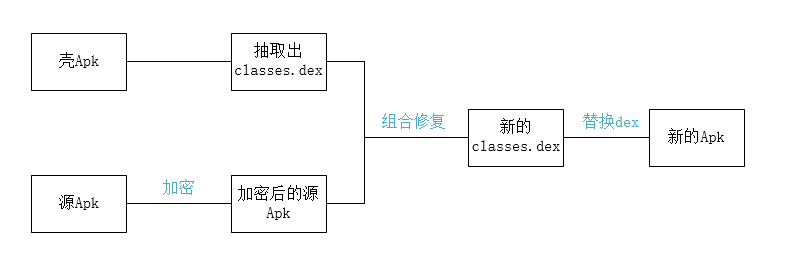 壳Apk
抽取出
classes.dex
组合修复
新的
classes.dex
替换dex
新的Apk
源Apk
加密
加密后的源
Apk